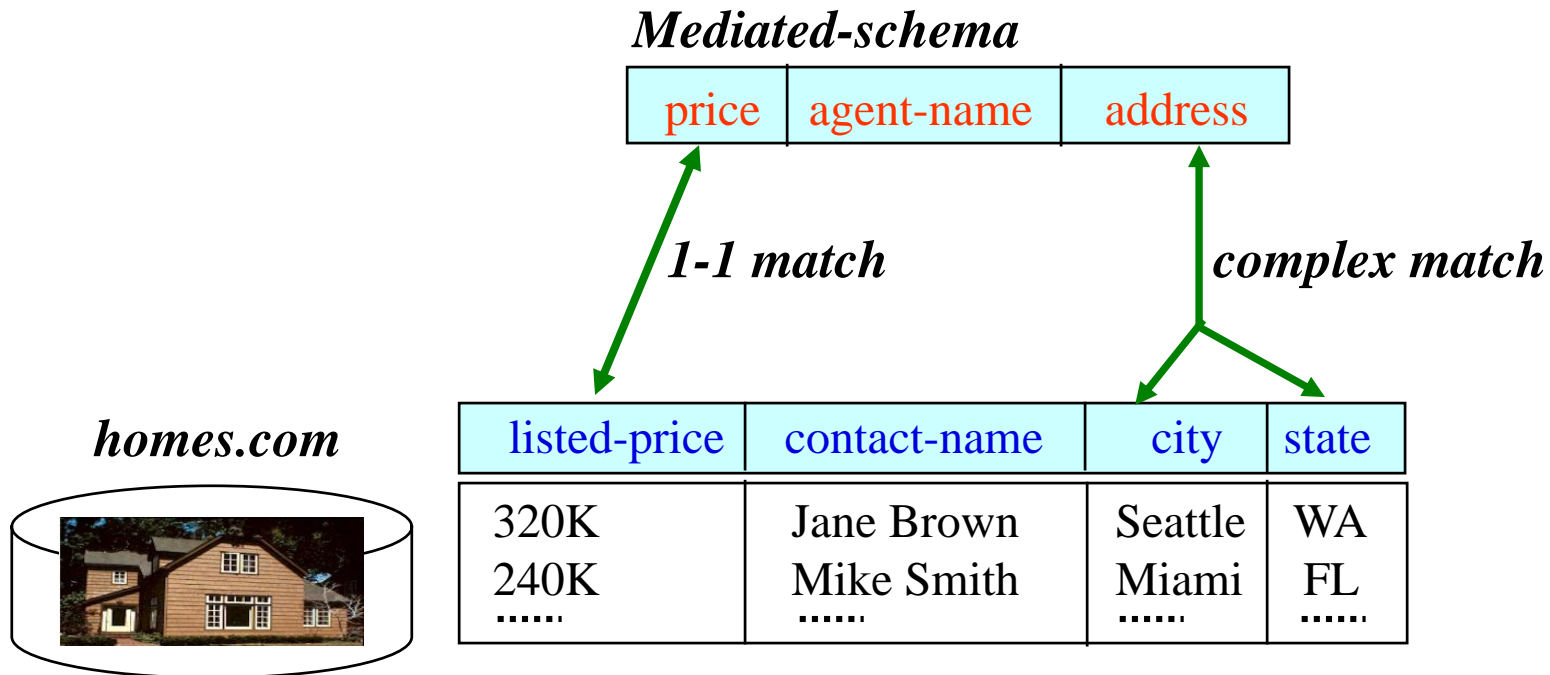 Mediated-schema
price agent-name address
1-1 match complex match
homes.com
listed-price contact-name city state
320K Jane Brown Seattle WA
240K Mike Smith Miami FL
...... ...... ...... ......